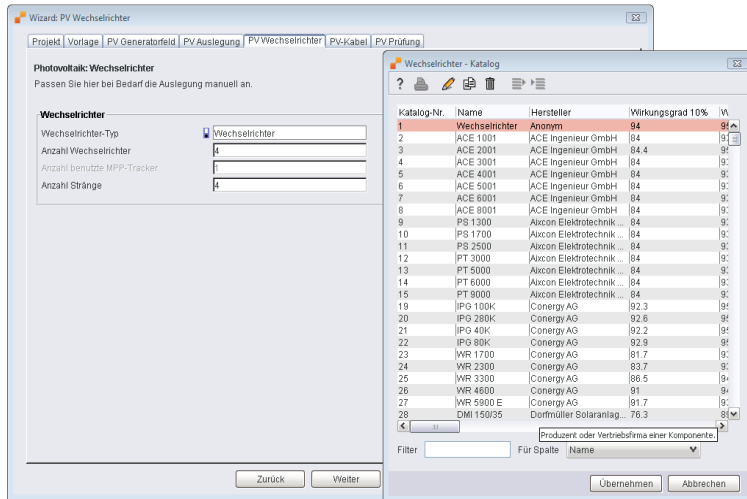 Wizard: PV Wechselrichter
Projekt Vorlage PV Generatorfeld PV Auslegung PV Wechselrichter PV-Kabel PV Prüfung
Photovoltaik: Wechselrichter
Passen Sie hier bei Bedarf die Auslegung manuell an.
Wechselrichter
Wechselrichter-Typ Wechselrichter
Anzahl Wechselrichter 4
Anzahl benutzte MPP-Tracker 1
Anzahl Stränge 4
Zurück Weiter
Wechselrichter - Katalog
Katalog-Nr. Name Hersteller Wirkungsgrad 10%
1 Wechselrichter Anonym 94
2 ACE 1001 ACE Ingenieur GmbH 84
3 ACE 2001 ACE Ingenieur GmbH 84.4
4 ACE 3001 ACE Ingenieur GmbH 84
5 ACE 4001 ACE Ingenieur GmbH 84
6 ACE 5001 ACE Ingenieur GmbH 84
7 ACE 6001 ACE Ingenieur GmbH 84
8 ACE 8001 ACE Ingenieur GmbH 84
9 PS 1300 Aixcon Elektrotechnik ... 84
10 PS 1700 Aixcon Elektrotechnik ... 84
11 PS 2500 Aixcon Elektrotechnik ... 84
12 PT 3000 Aixcon Elektrotechnik ... 84
13 PT 5000 Aixcon Elektrotechnik ... 84
14 PT 6000 Aixcon Elektrotechnik ... 84
15 PT 9000 Aixcon Elektrotechnik ... 84
19 IPG 100K Conergy AG 92.3
20 IPG 280K Conergy AG 92.6
21 IPG 40K Conergy AG 92.2
22 IPG 80K Conergy AG 92.9
23 WR 1700 Conergy AG 81.7
24 WR 2300 Conergy AG 83.7
25 WR 3300 Conergy AG 86.5
26 WR 4600 Conergy AG 91
27 WR 5900 E Conergy AG 91.7
28 DMI 150/35 Dorfmüller Solaranlag... 76.3
Produzent oder Vertriebsfirma einer Komponente.
Filter Für Spalte Name
Übernehmen Abbrechen